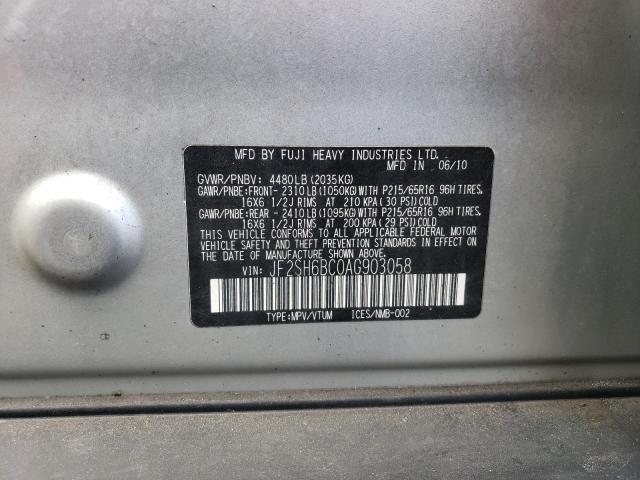 MFD BY FUJI HEAVY INDUSTRIES LTD.
MFD IN 06/10
GVWR/PNBV: 4480LB (2035KG)
GAWR/PNBE:FRONT- 2310LB(1050KG)WITH P215/65R16 96H TIRES,
16X6 1/2J RIMS AT 210 KPA(30 PSI)COLD
GAWR/PNBE:REAR - 2410LB(1095KG)WITH P215/65R16 96H TIRES,
16X6 1/2J RIMS AT 200 KPA(29 PSI)COLD
THIS VEHICLE CONFORMS TO ALL APPLICABLE FEDERAL MOTOR
VEHICLE SAFETY AND THEFT PREVENTION STANDARDS IN EFFECT
ON THE DATE OF MANUFACTURE SHOWN ABOVE.
VIN: JF2SH6BC0AG903058
TYPE:MPV/VTUM ICES/NMB-002